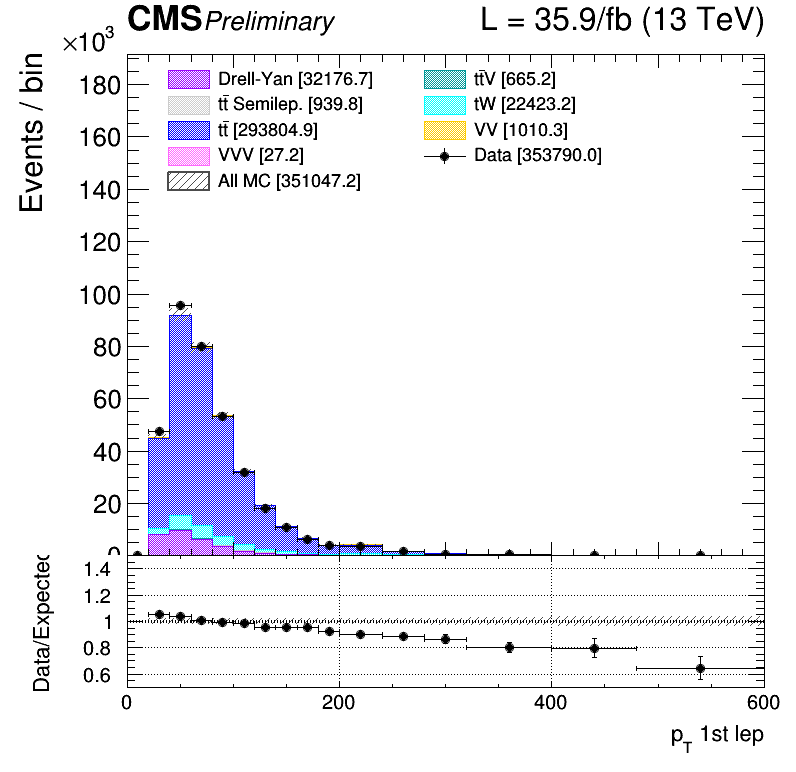 CMS Preliminary L = 35.9/fb (13 TeV)
×10³
Events / bin
Drell-Yan [32176.7]
tt̄ Semilep. [939.8]
tt̄ [293804.9]
VVV [27.2]
All MC [351047.2]
tt̄V [665.2]
tW [22423.2]
VV [1010.3]
Data [353790.0]
180
160
140
120
100
80
60
40
20
0
Data/Expected
1.4
1.2
1
0.8
0.6
0 200 400 600
p_T 1st lep